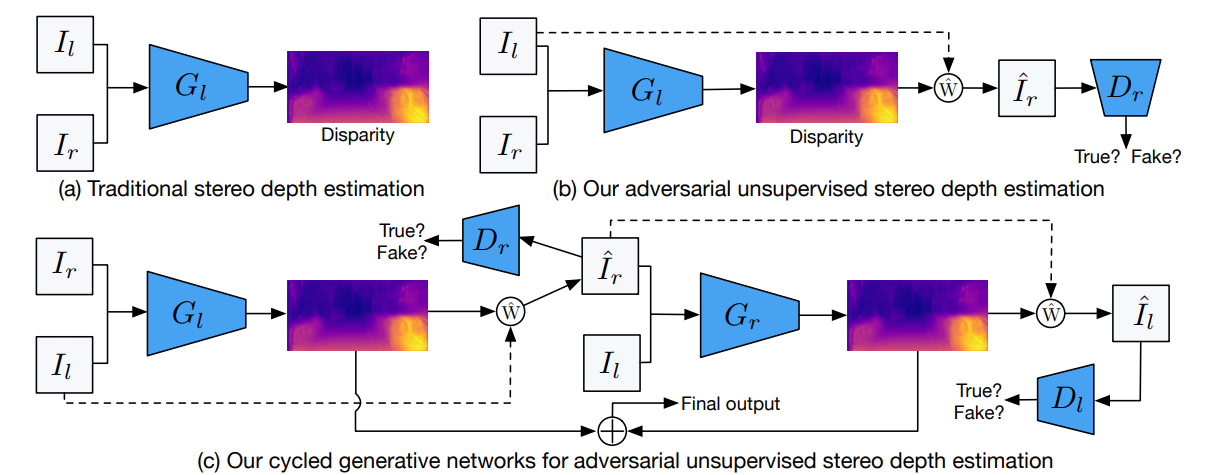 I_l
G_l
I_r
Disparity
(a) Traditional stereo depth estimation
I_l
G_l
I_r
Disparity
Ŵ
Î_r
D_r
True? Fake?
(b) Our adversarial unsupervised stereo depth estimation
I_r
G_l
I_l
True?
Fake?
D_r
Ŵ
Î_r
I_l
G_r
Ŵ
Î_l
True?
Fake?
D_l
Final output
(c) Our cycled generative networks for adversarial unsupervised stereo depth estimation